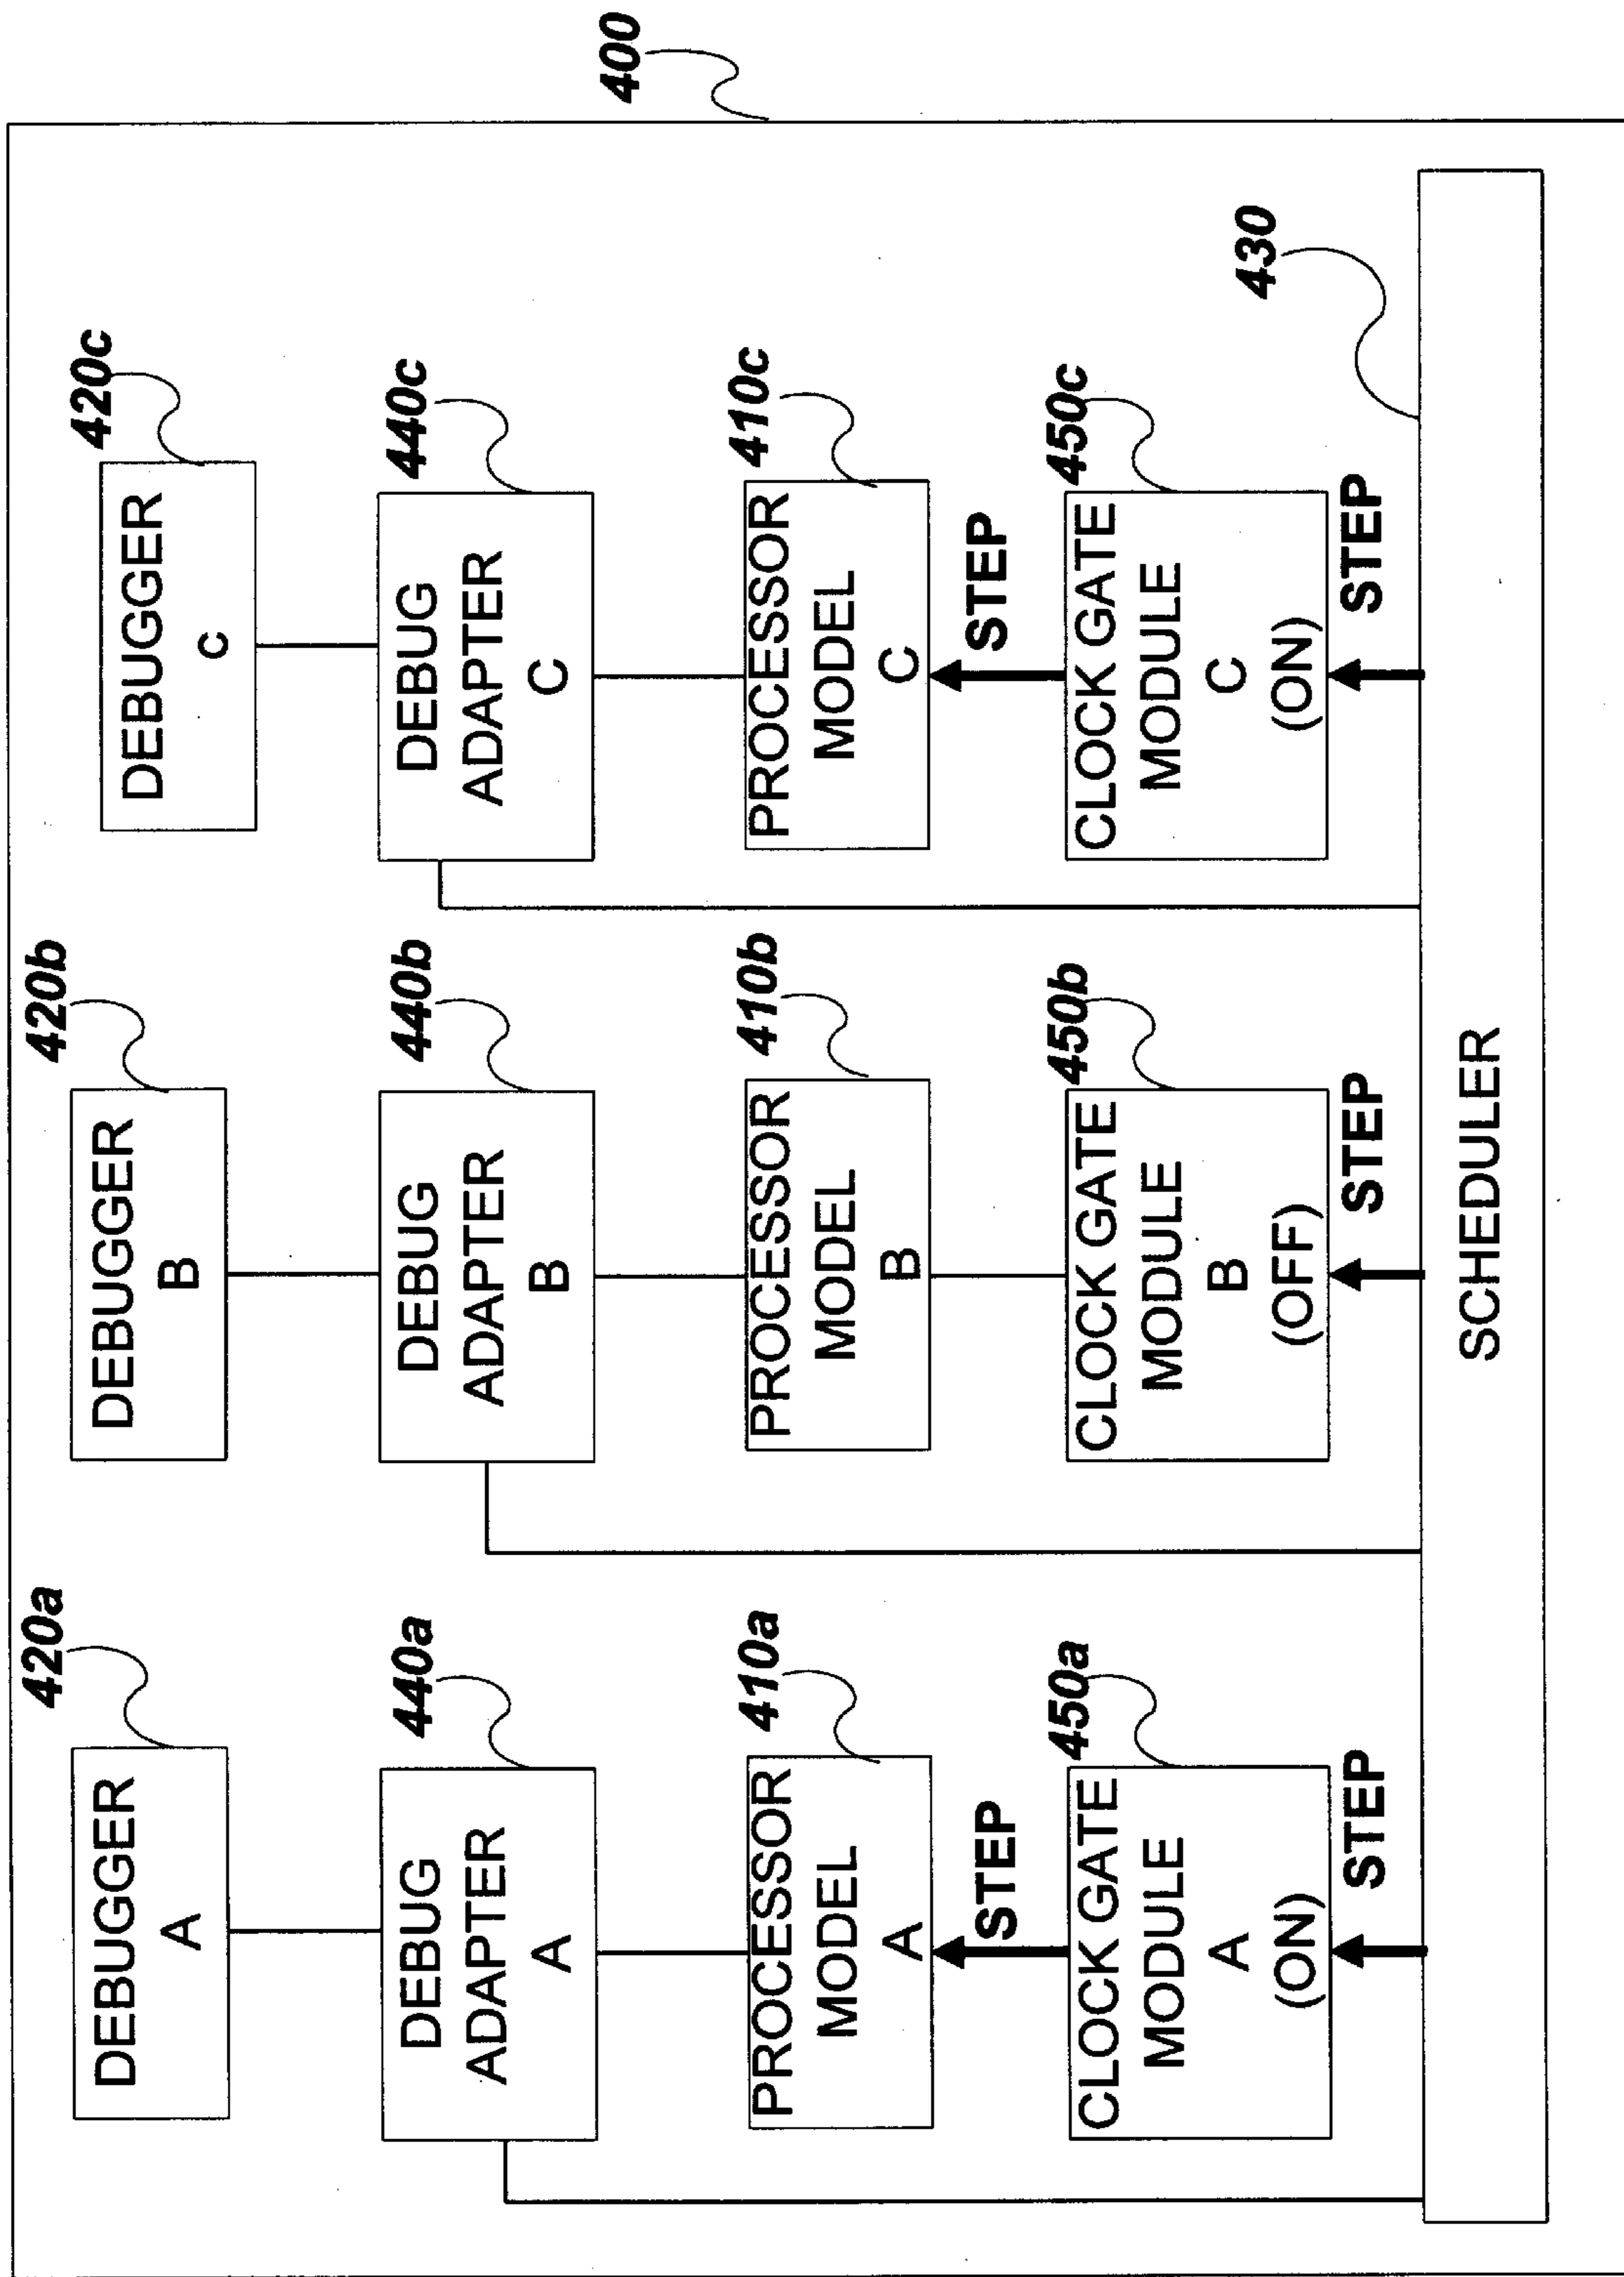 400
420a
DEBUGGER
A
420b
DEBUGGER
B
420c
DEBUGGER
c
440a
DEBUG
ADAPTER
A
440b
DEBUG
ADAPTER
B
440c
DEBUG
ADAPTER
C
410a
PROCESSOR
MODEL
A
410b
PROCESSOR
MODEL
B
410c
PROCESSOR
MODEL
C
STEP
STEP
450a
CLOCK GATE
MODULE
A
(ON)
450b
CLOCK GATE
MODULE
B
(OFF)
450c
CLOCK GATE
MODULE
C
(ON)
STEP
STEP
STEP
430
SCHEDULER